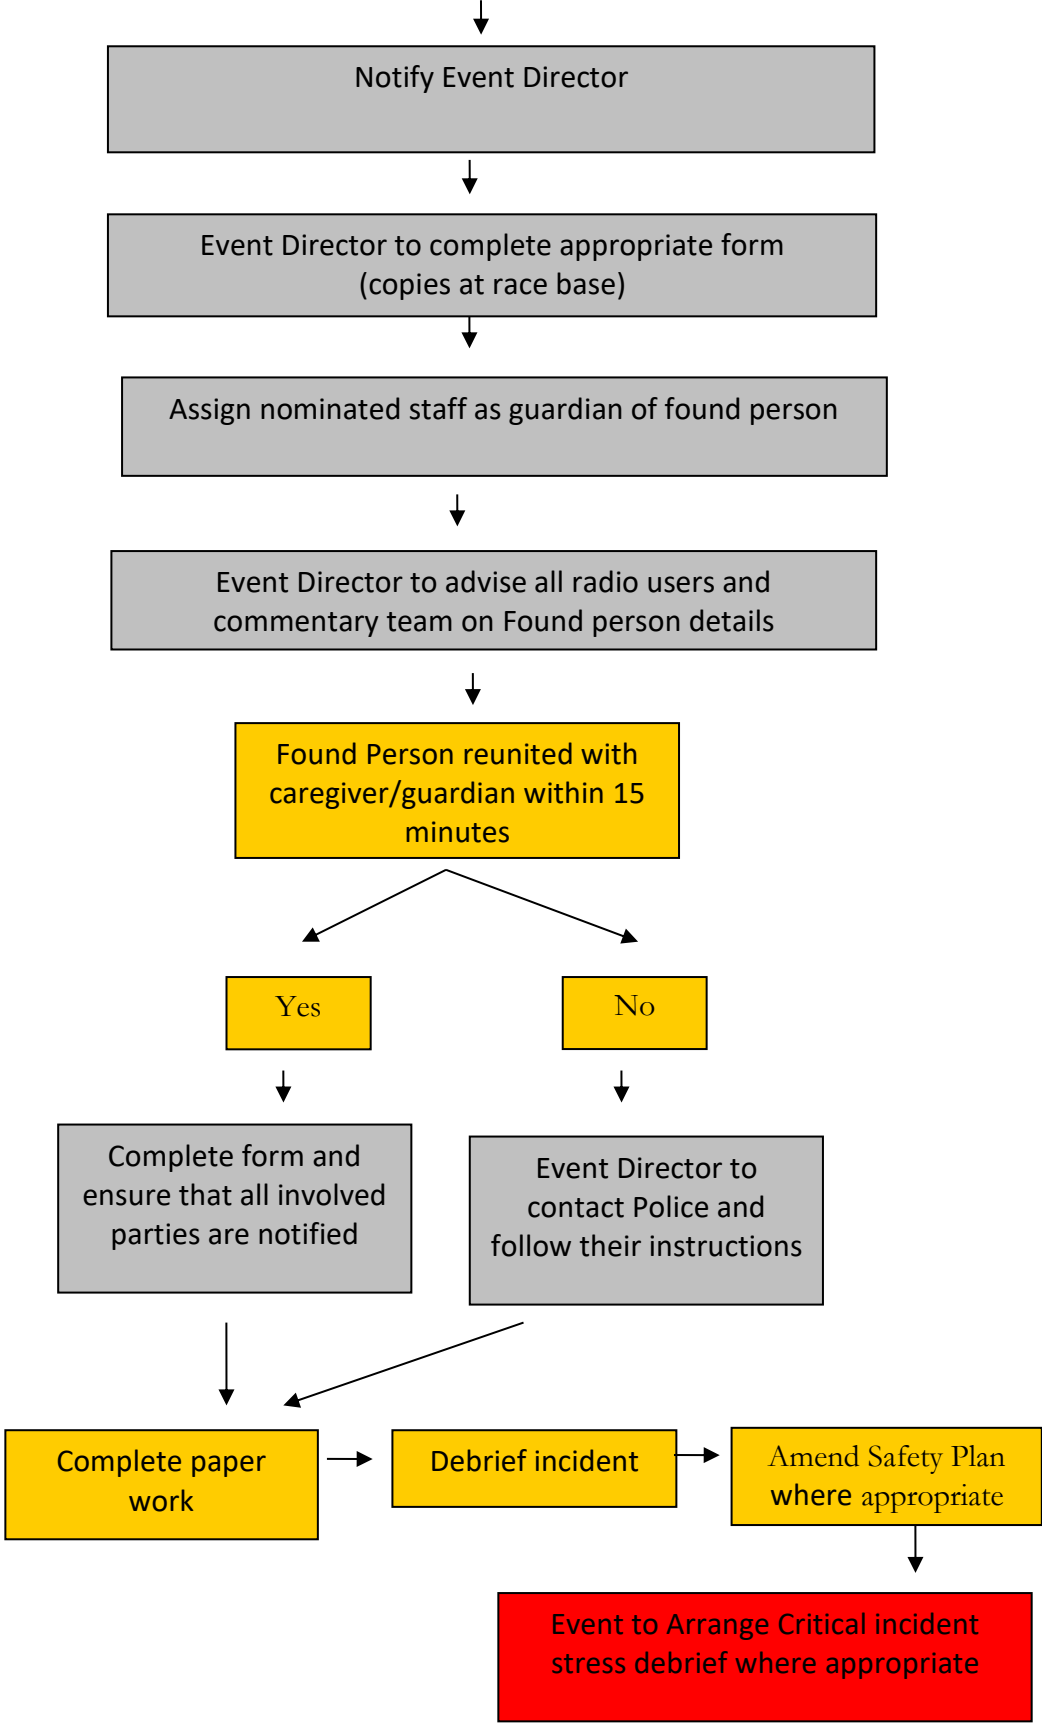 Notify Event Director
Event Director to complete appropriate form
(copies at race base)
Assign nominated staff as guardian of found person
Event Director to advise all radio users and
commentary team on Found person details
Found Person reunited with
caregiver/guardian within 15
minutes
Yes
No
Complete form and
ensure that all involved
parties are notified
Event Director to
contact Police and
follow their instructions
Complete paper
work
Debrief incident
Amend Safety Plan
where appropriate
Event to Arrange Critical incident
stress debrief where appropriate